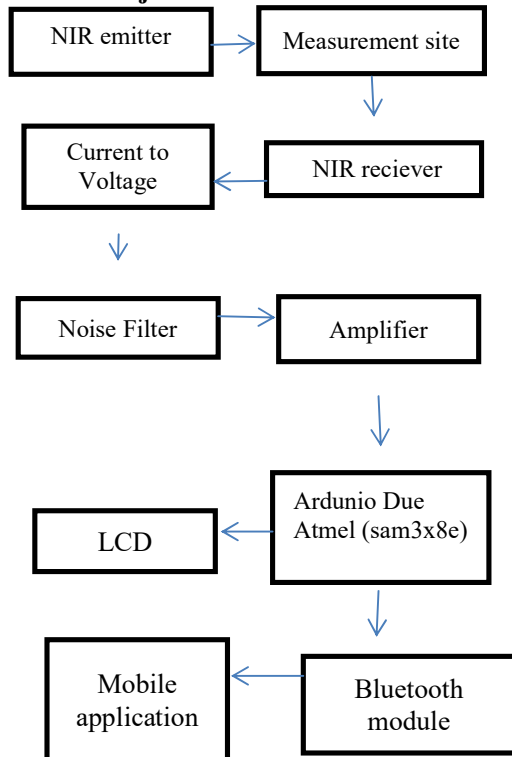 NIR emitter
Measurement site
Current to
Voltage
NIR reciever
Noise Filter
Amplifier
Ardunio Due
Atmel (sam3x8e)
LCD
Mobile
application
Bluetooth
module